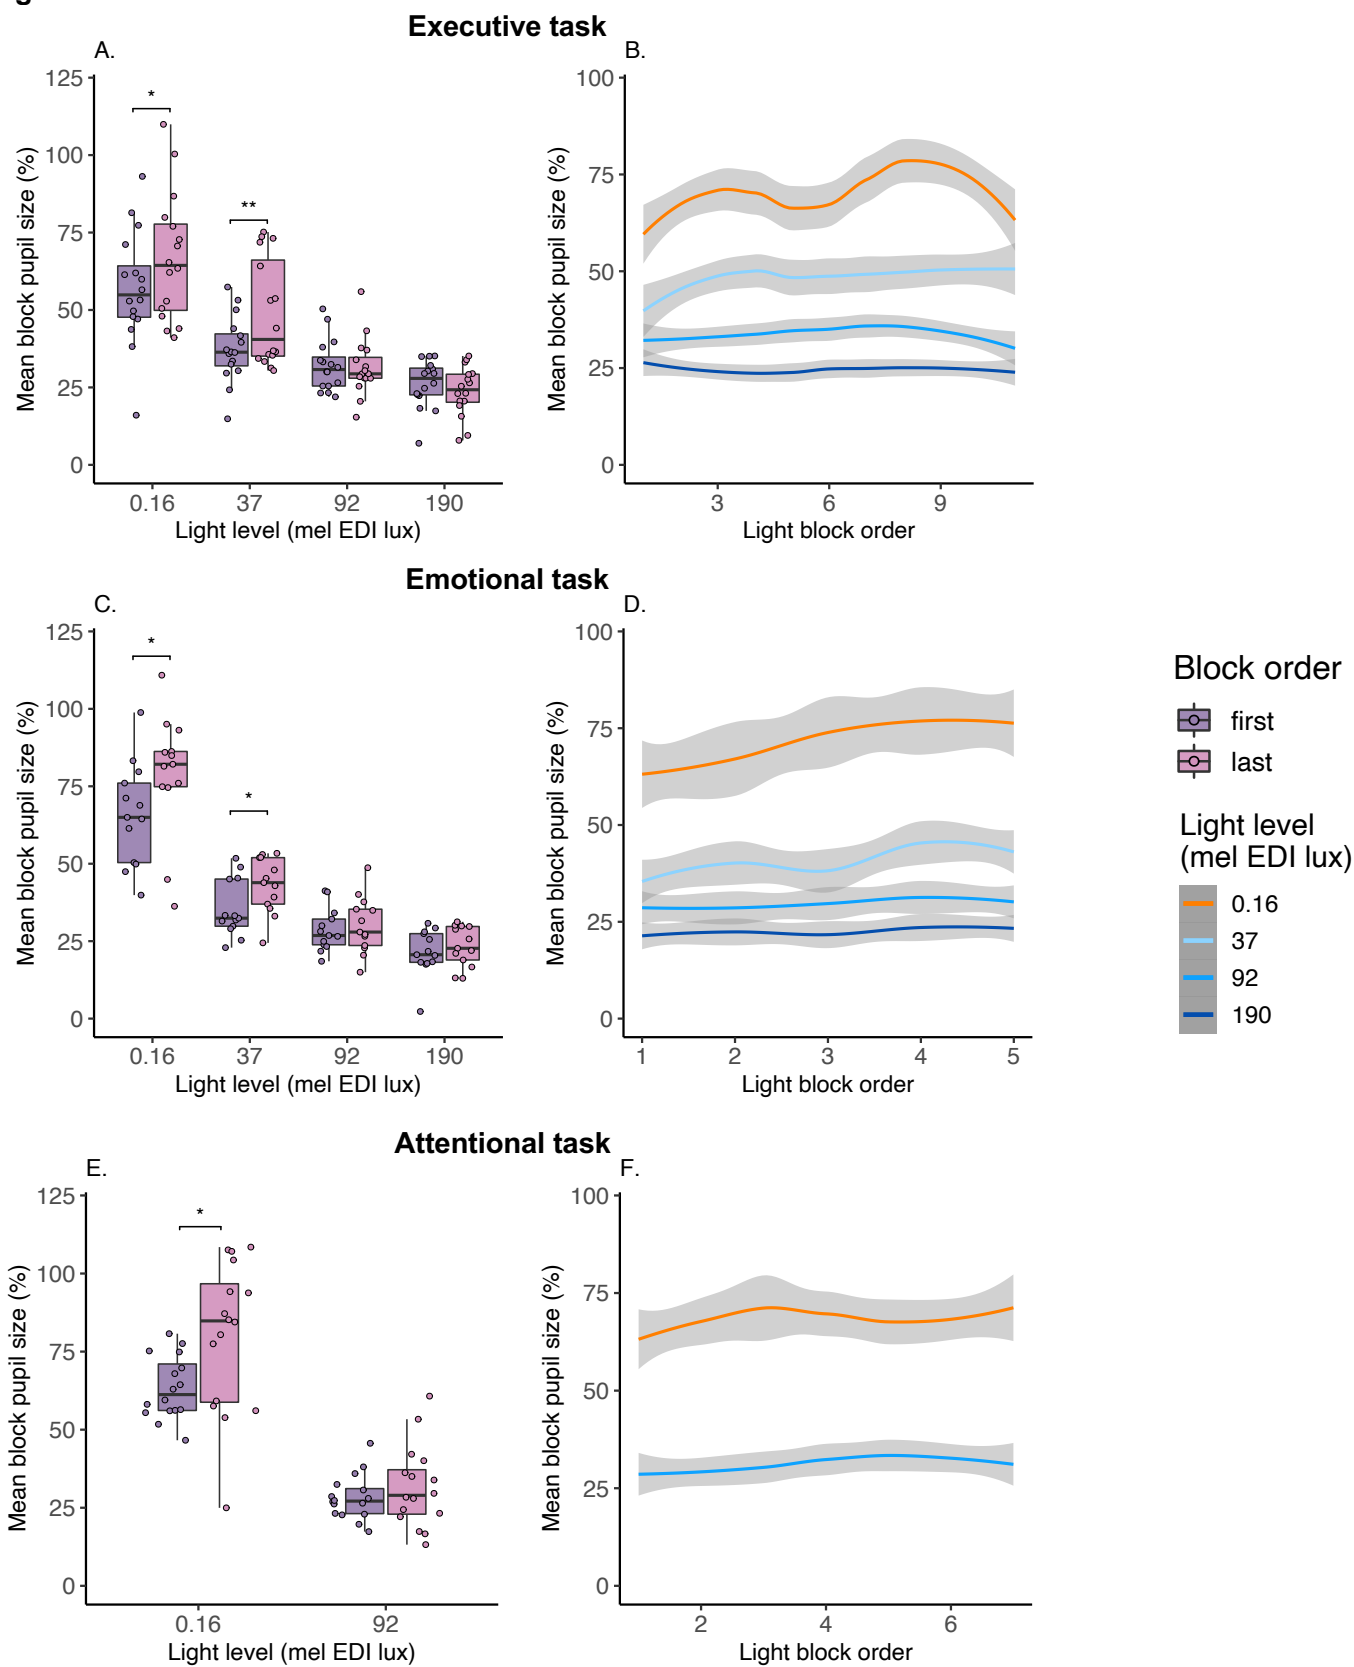 Executive task
A.
B.
125
100
75
50
25
0
Mean block pupil size (%)
*
**
0.16
37
92
190
Light level (mel EDI lux)
100
75
50
25
0
Mean block pupil size (%)
3
6
9
Light block order
Emotional task
C.
D.
125
100
75
50
25
0
Mean block pupil size (%)
*
*
0.16
37
92
190
Light level (mel EDI lux)
100
75
50
25
0
Mean block pupil size (%)
1
2
3
4
5
Light block order
Block order
first
last
Light level
(mel EDI lux)
0.16
37
92
190
Attentional task
E.
F.
125
100
75
50
25
0
Mean block pupil size (%)
*
0.16
92
Light level (mel EDI lux)
100
75
50
25
0
Mean block pupil size (%)
2
4
6
Light block order